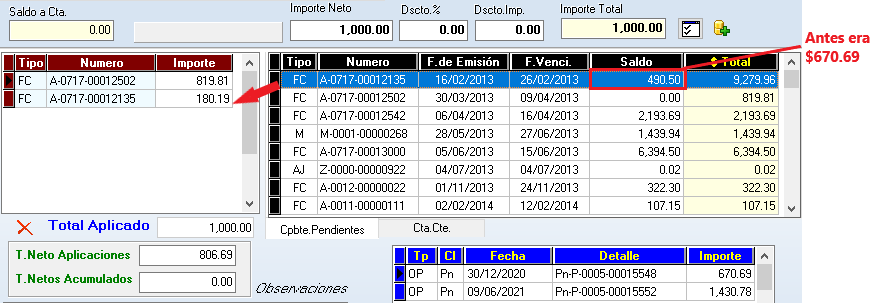 Saldo a Cta. Importe Neto Dscto.% Dscto.Imp. Importe Total
0.00 1,000.00 0.00 0.00 1,000.00
Antes era
$670.69
Tipo Numero Importe
FC A-0717-00012502 819.81
FC A-0717-00012135 180.19
Tipo Numero F.de Emisión F.Venci. Saldo Total
FC A-0717-00012135 16/02/2013 26/02/2013 490.50 9,279.96
FC A-0717-00012502 30/03/2013 09/04/2013 0.00 819.81
FC A-0717-00012542 06/04/2013 16/04/2013 2,193.69 2,193.69
M M-0001-00000268 28/05/2013 27/06/2013 1,439.94 1,439.94
FC A-0717-00013000 05/06/2013 15/06/2013 6,394.50 6,394.50
AJ Z-0000-00000922 04/07/2013 04/07/2013 0.02 0.02
FC A-0012-00000022 01/11/2013 24/11/2013 322.30 322.30
FC A-0011-00000111 02/02/2014 12/02/2014 107.15 107.15
Total Aplicado 1,000.00
Cpbte.Pendientes Cta.Cte.
T.Neto Aplicaciones 806.69
T.Netos Acumulados 0.00
Observaciones
Tp Cl Fecha Detalle Importe
OP Pn 30/12/2020 Pn-P-0005-00015548 670.69
OP Pn 09/06/2021 Pn-P-0005-00015552 1,430.78